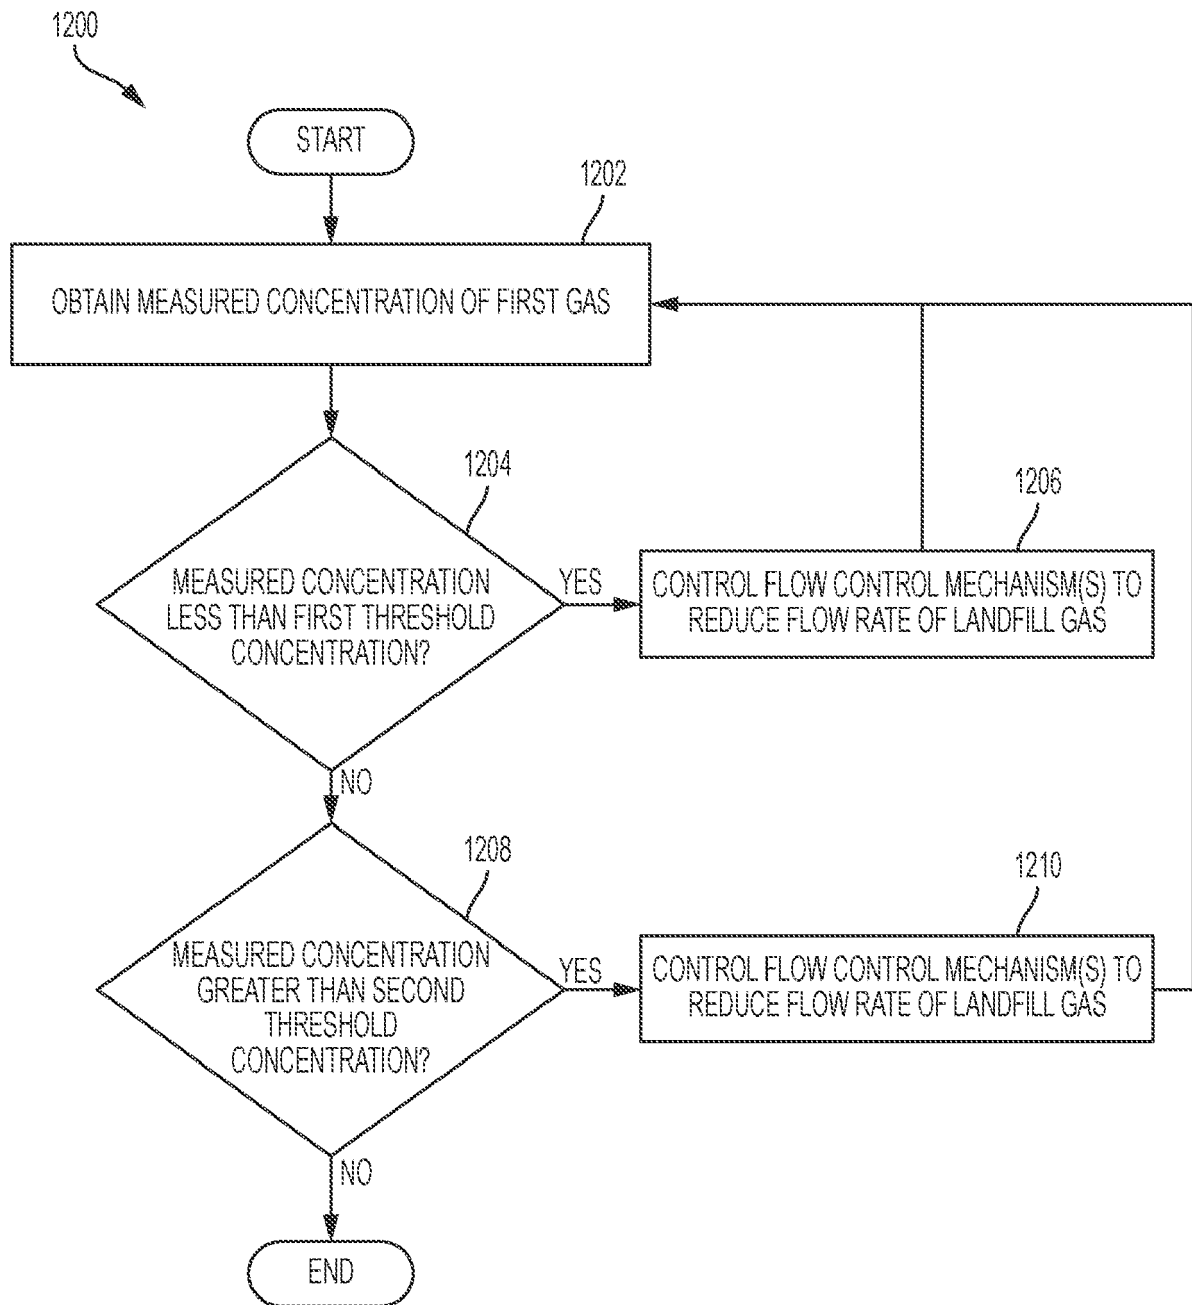 1200
START
1202
OBTAIN MEASURED CONCENTRATION OF FIRST GAS
1204
MEASURED CONCENTRATION
LESS THAN FIRST THRESHOLD
CONCENTRATION?
YES
1206
CONTROL FLOW CONTROL MECHANISM(S) TO
REDUCE FLOW RATE OF LANDFILL GAS
NO
1208
MEASURED CONCENTRATION
GREATER THAN SECOND
THRESHOLD
CONCENTRATION?
YES
1210
CONTROL FLOW CONTROL MECHANISM(S) TO
REDUCE FLOW RATE OF LANDFILL GAS
NO
END